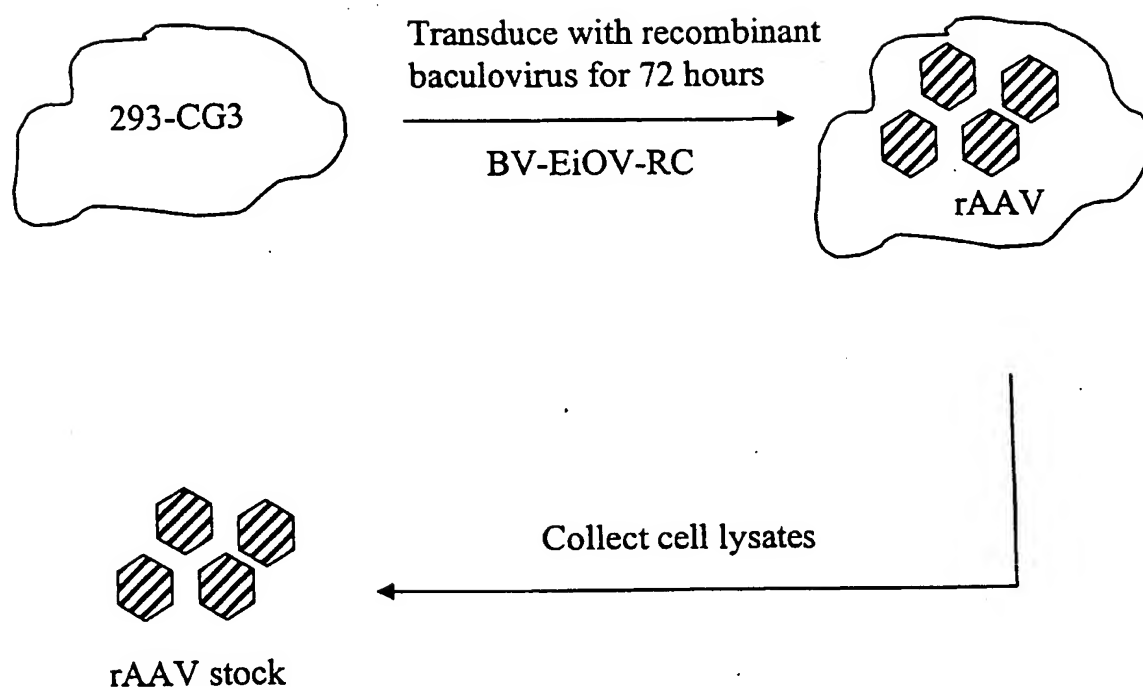 Transduce with recombinant
baculovirus for 72 hours
293-CG3
BV-EiOV-RC
rAAV
Collect cell lysates
rAAV stock